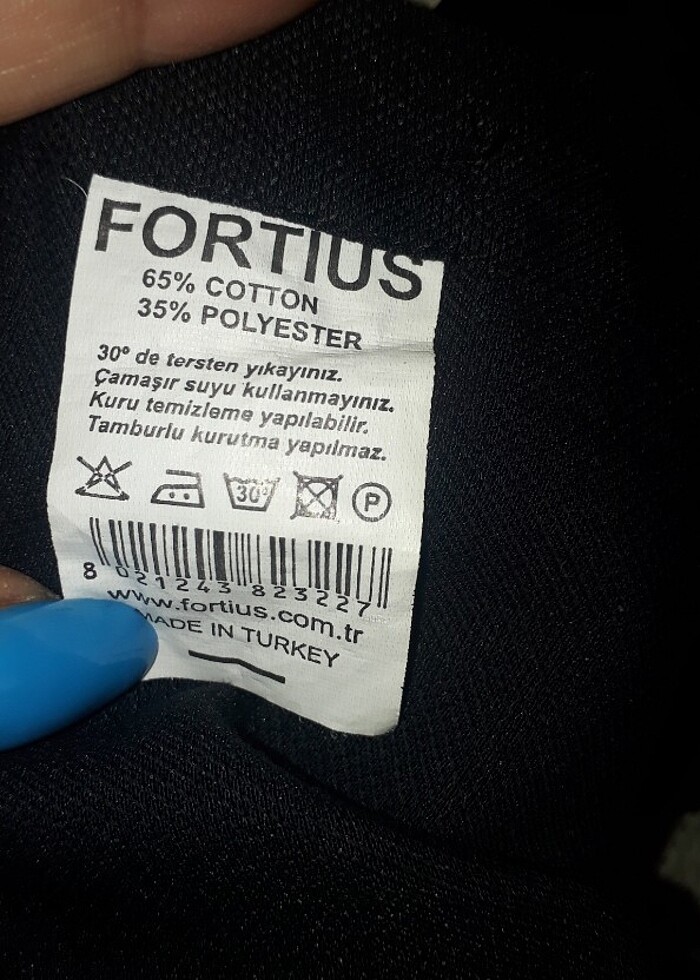 FORTIUS
65% COTTON
35% POLYESTER
30° de tersten yıkayınız.
Çamaşır suyu kullanmayınız.
Kuru temizleme yapılabilir.
Tamburlu kurutma yapılmaz.
30° P
8 021243 823227
www.fortius.com.tr
MADE IN TURKEY